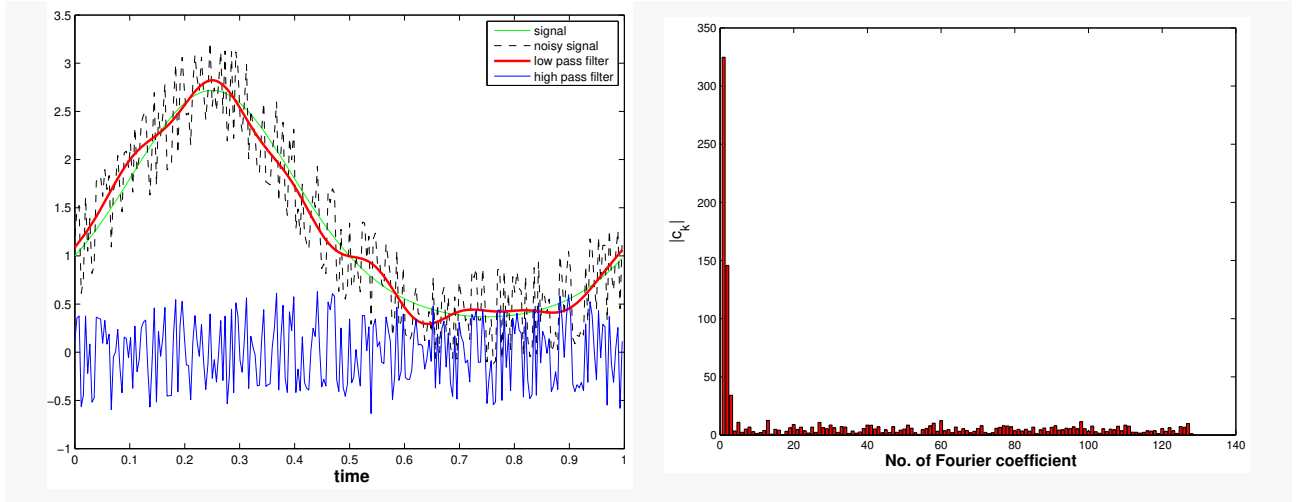 3.5
3
2.5
2
1.5
1
0.5
0
−0.5
−1
0 0.1 0.2 0.3 0.4 0.5 0.6 0.7 0.8 0.9 1
time
signal
noisy signal
low pass filter
high pass filter
350
300
250
200
150
100
50
0
|c_k|
0 20 40 60 80 100 120 140
No. of Fourier coefficient